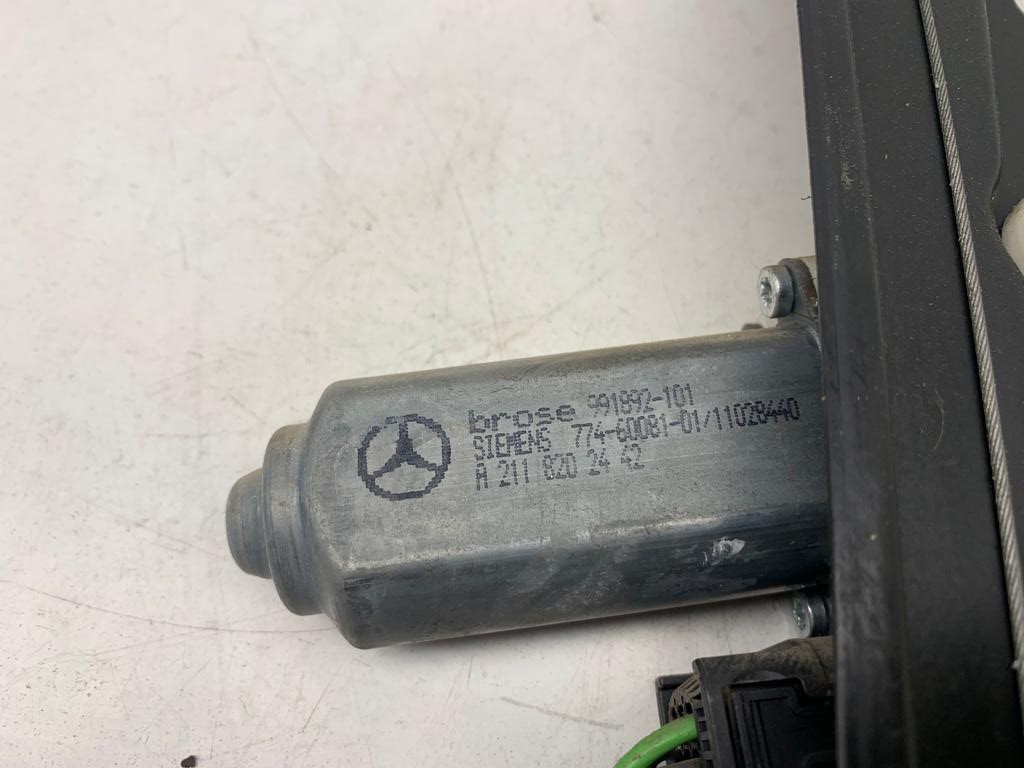 brose 991892-101
SIEMENS 774-60081-01/11028440
A 211 820 24 42